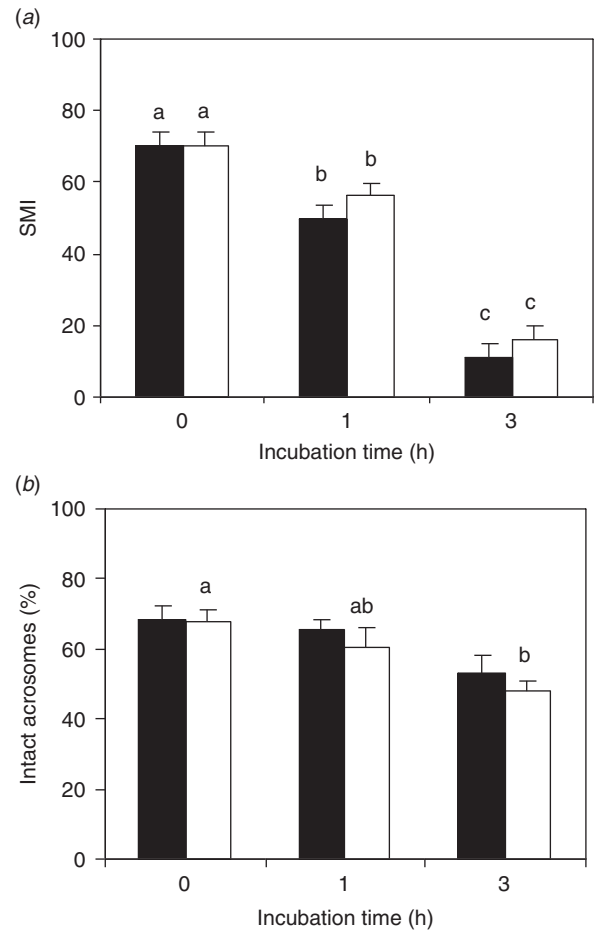 (a)
100
80
60
40
20
0
SMI
a a
b b
c c
0 1 3
Incubation time (h)
(b)
100
80
60
40
20
0
Intact acrosomes (%)
a
ab
b
0 1 3
Incubation time (h)